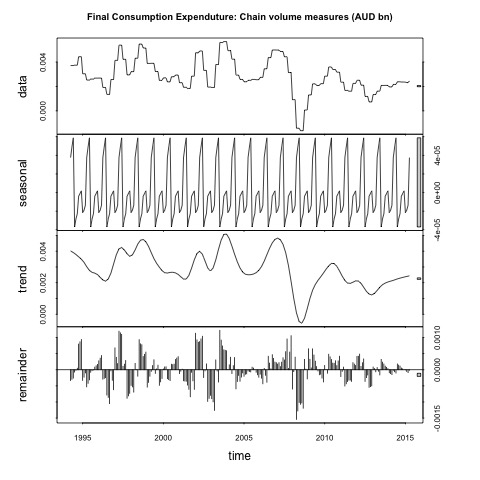 Final Consumption Expenduture: Chain volume measures (AUD bn)
data
0.004
0.000
seasonal
4e-05
0e+00
-4e-05
trend
0.004
0.002
0.000
remainder
0.0010
0.0000
-0.0015
1995 2000 2005 2010 2015
time